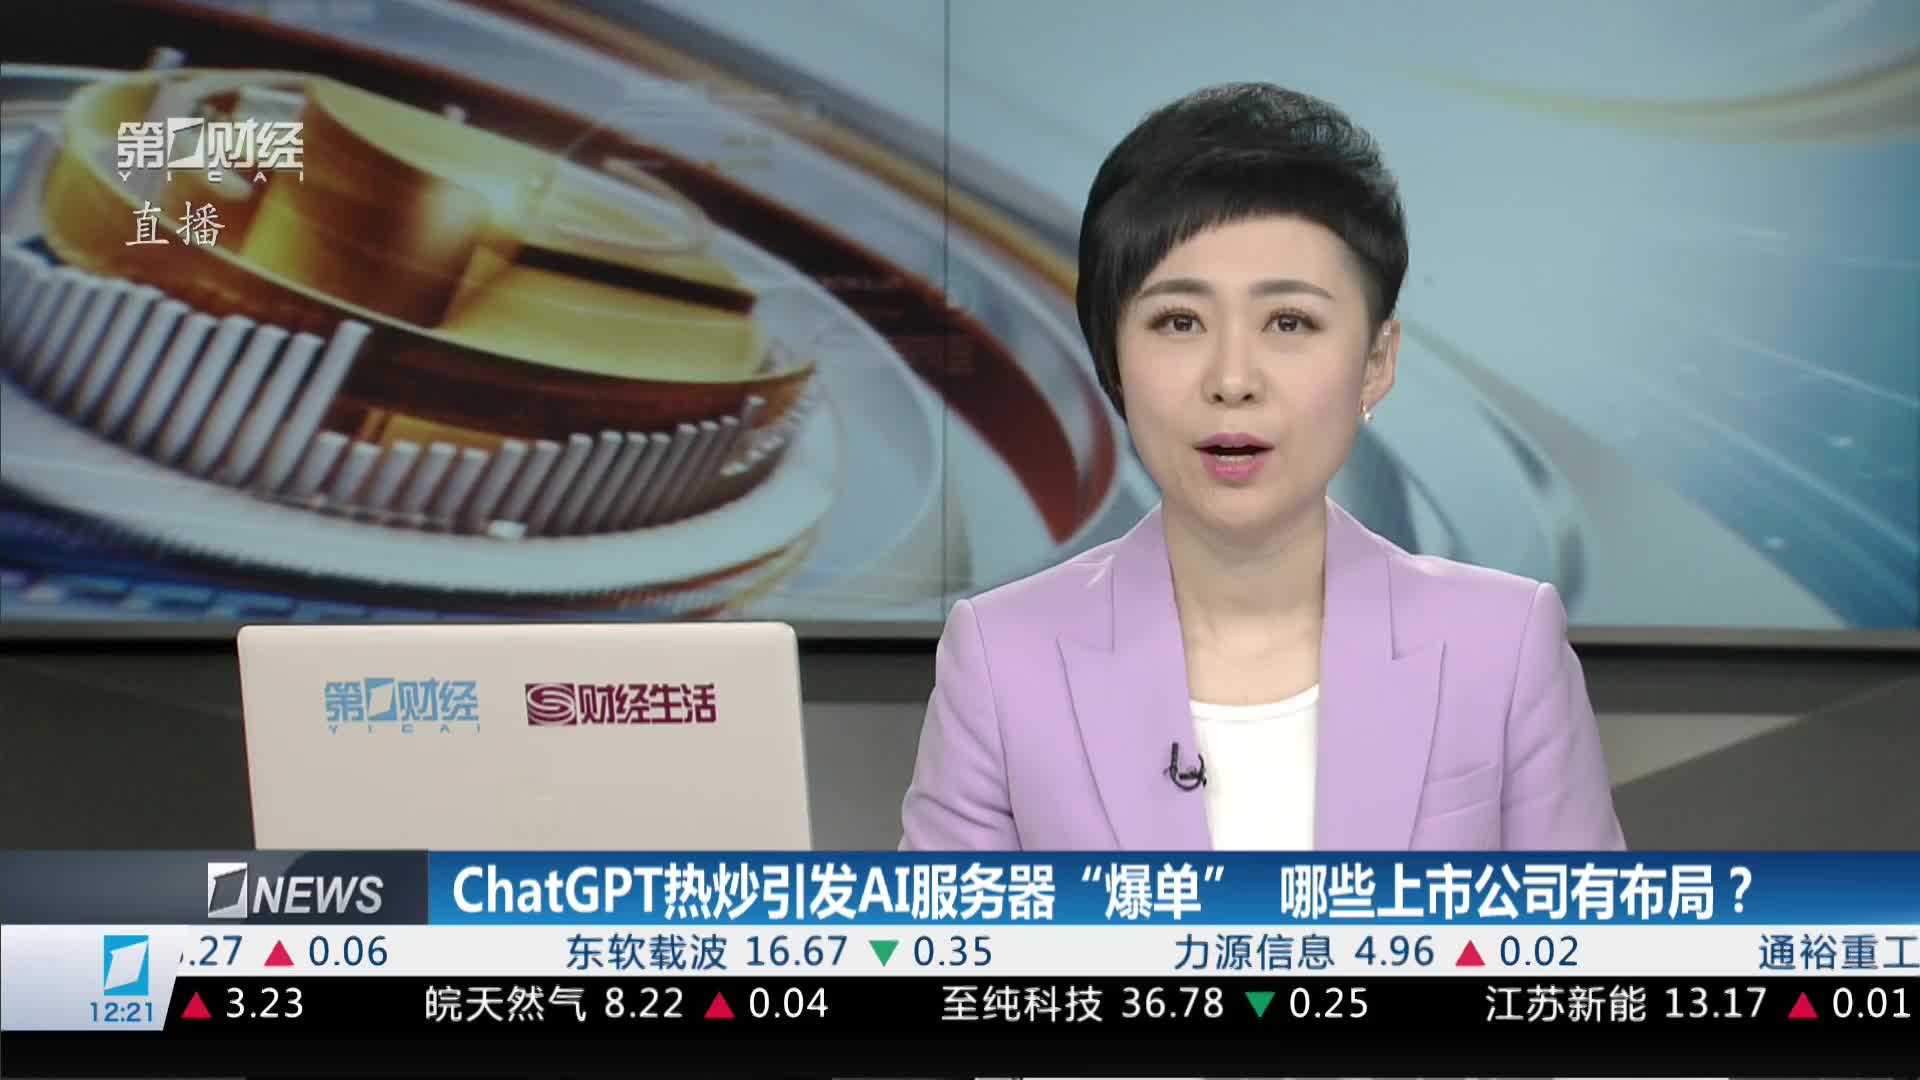 第一财经
YICAI
直播
第一财经
YICAI
财经生活
NEWS
ChatGPT热炒引发AI服务器“爆单” 哪些上市公司有布局？
.27 ▲ 0.06 东软载波 16.67 ▼ 0.35 力源信息 4.96 ▲ 0.02 通裕重工
12:21
▲ 3.23 皖天然气 8.22 ▲ 0.04 至纯科技 36.78 ▼ 0.25 江苏新能 13.17 ▲ 0.01